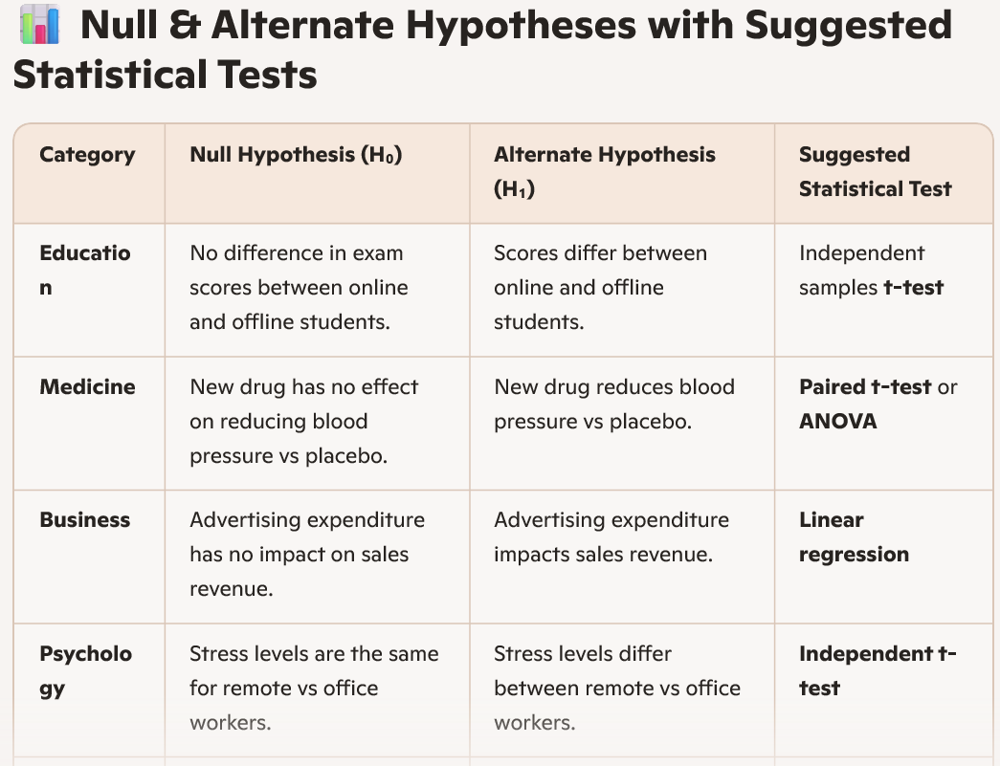 📊 Null & Alternate Hypotheses with Suggested
Statistical Tests
Category
Null Hypothesis (H₀)
Alternate Hypothesis
(H₁)
Suggested
Statistical Test
Educatio
n
No difference in exam
scores between online
and offline students.
Scores differ between
online and offline
students.
Independent
samples t-test
Medicine
New drug has no effect
on reducing blood
pressure vs placebo.
New drug reduces blood
pressure vs placebo.
Paired t-test or
ANOVA
Business
Advertising expenditure
has no impact on sales
revenue.
Advertising expenditure
impacts sales revenue.
Linear
regression
Psycholo
gy
Stress levels are the same
for remote vs office
workers.
Stress levels differ
between remote vs office
workers.
Independent t-
test